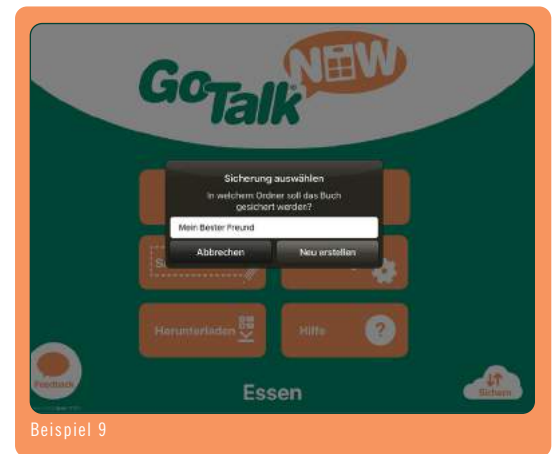 GoTalk NOW
Sicherung auswählen
In welchem Ordner soll das Buch
gesichert werden?
Mein Bester Freund
Abbrechen Neu erstellen
Herunterladen Hilfe ?
Feedback
Essen
Sichern
Beispiel 9